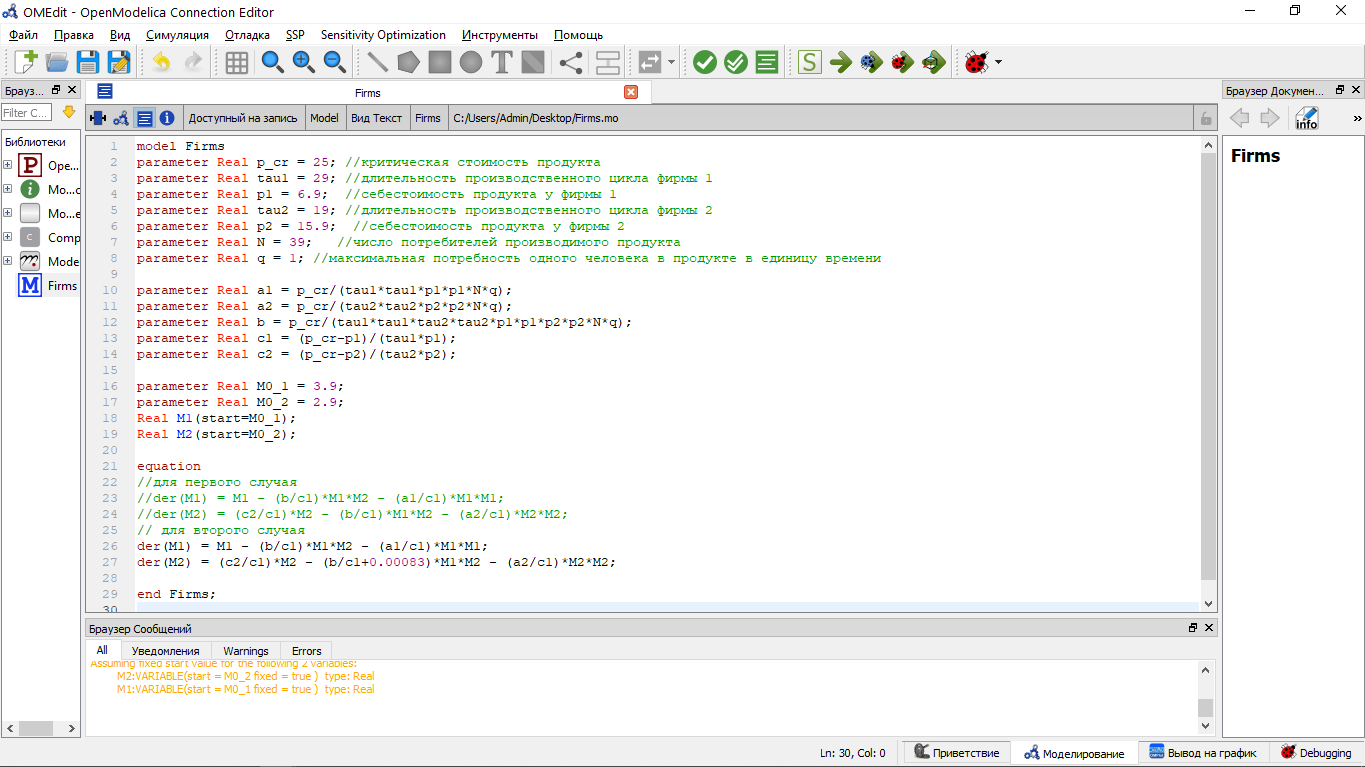 OMEdit - OpenModelica Connection Editor
Файл Правка Вид Симуляция Отладка SSP Sensitivity Optimization Инструменты Помощь
Брауз...
Filter C...
Библиотеки
P Ope...
i Mo...c
Mo...e
C Comp
Mode
M Firms
Firms
Доступный на запись Model Вид Текст Firms C:/Users/Admin/Desktop/Firms.mo
1 model Firms
2 parameter Real p_cr = 25; //критическая стоимость продукта
3 parameter Real tau1 = 29; //длительность производственного цикла фирмы 1
4 parameter Real p1 = 6.9;  //себестоимость продукта у фирмы 1
5 parameter Real tau2 = 19; //длительность производственного цикла фирмы 2
6 parameter Real p2 = 15.9;  //себестоимость продукта у фирмы 2
7 parameter Real N = 39;   //число потребителей производимого продукта
8 parameter Real q = 1; //максимальная потребность одного человека в продукте в единицу времени
9
10 parameter Real a1 = p_cr/(tau1*tau1*p1*p1*N*q);
11 parameter Real a2 = p_cr/(tau2*tau2*p2*p2*N*q);
12 parameter Real b = p_cr/(tau1*tau1*tau2*tau2*p1*p1*p2*p2*N*q);
13 parameter Real c1 = (p_cr-p1)/(tau1*p1);
14 parameter Real c2 = (p_cr-p2)/(tau2*p2);
15
16 parameter Real M0_1 = 3.9;
17 parameter Real M0_2 = 2.9;
18 Real M1(start=M0_1);
19 Real M2(start=M0_2);
20
21 equation
22 //для первого случая
23 //der(M1) = M1 - (b/c1)*M1*M2 - (a1/c1)*M1*M1;
24 //der(M2) = (c2/c1)*M2 - (b/c1)*M1*M2 - (a2/c1)*M2*M2;
25 // для второго случая
26 der(M1) = M1 - (b/c1)*M1*M2 - (a1/c1)*M1*M1;
27 der(M2) = (c2/c1)*M2 - (b/c1+0.00083)*M1*M2 - (a2/c1)*M2*M2;
28
29 end Firms;
30
Браузер Сообщений
All Уведомления Warnings Errors
Assuming fixed start value for the following 2 variables:
M2:VARIABLE(start = M0_2 fixed = true )  type: Real
M1:VARIABLE(start = M0_1 fixed = true )  type: Real
Браузер Докумен...
info »
Firms
Ln: 30, Col: 0 Приветствие Моделирование Вывод на график Debugging